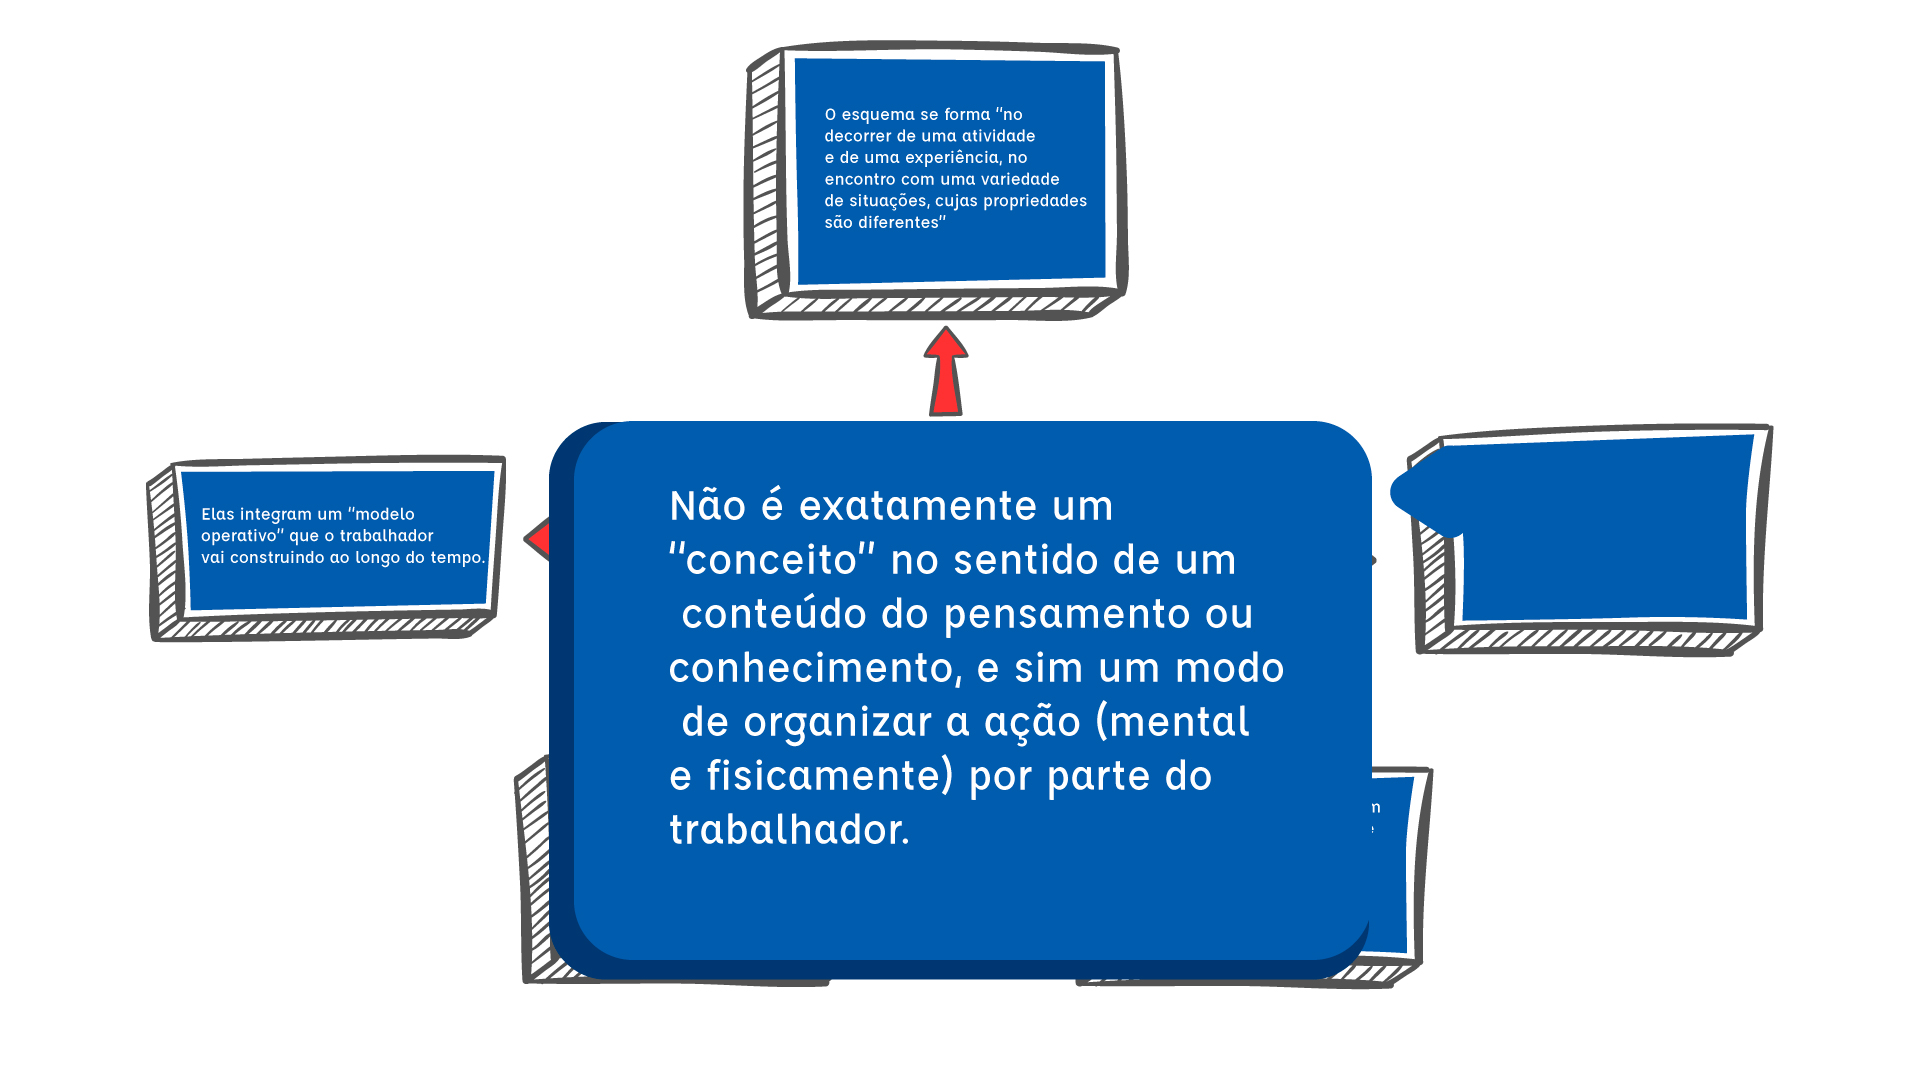 O esquema se forma “no
decorrer de uma atividade
e de uma experiência, no
encontro com uma variedade
de situações, cujas propriedades
são diferentes”
Elas integram um “modelo
operativo” que o trabalhador
vai construindo ao longo do tempo.
Não é exatamente um
“conceito” no sentido de um
conteúdo do pensamento ou
conhecimento, e sim um modo
de organizar a ação (mental
e fisicamente) por parte do
trabalhador.